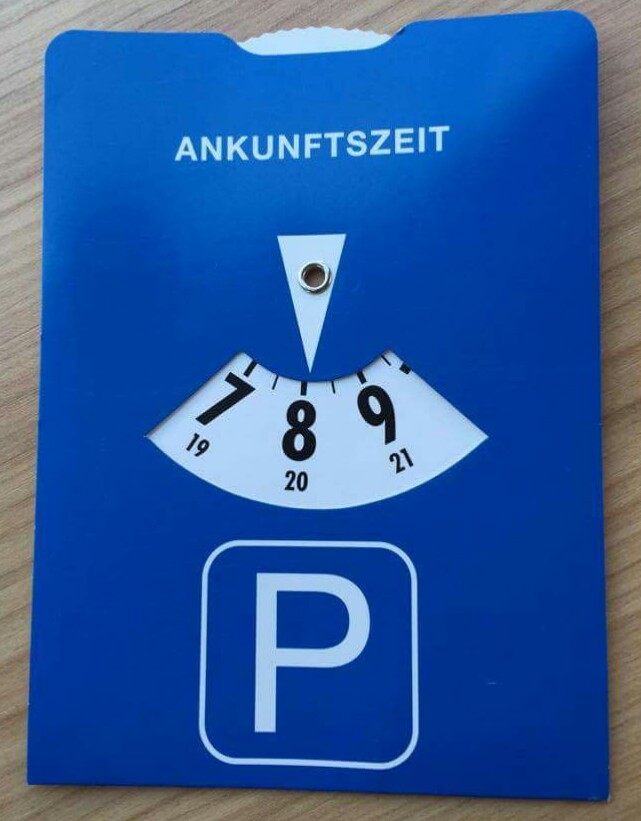 ANKUNFTSZEIT
7 8 9
19 20 21
P